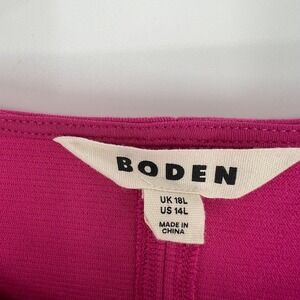 BODEN
UK 18L
US 14L
MADE IN
CHINA